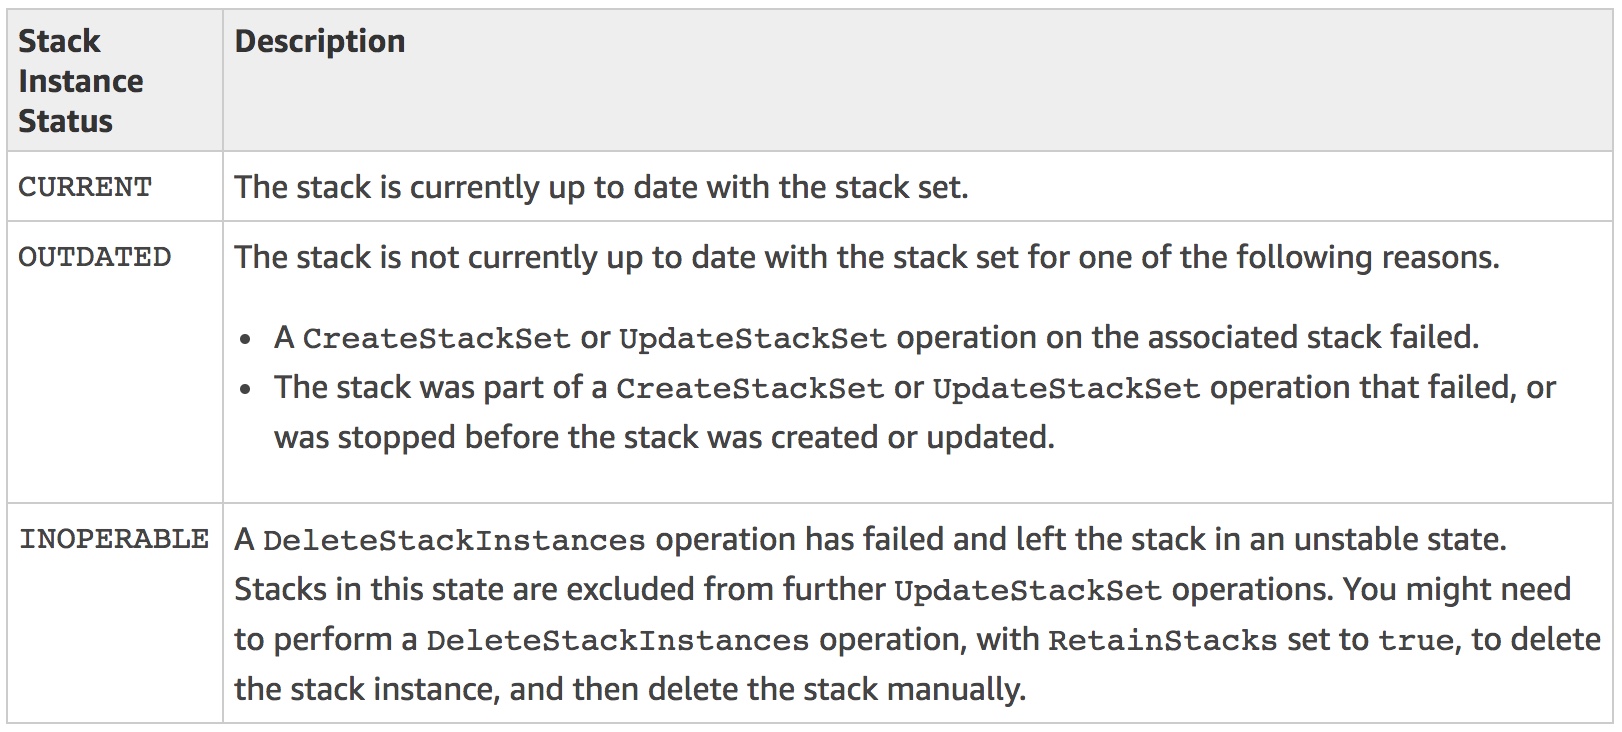 Stack
Instance
Status
Description
CURRENT
The stack is currently up to date with the stack set.
OUTDATED
The stack is not currently up to date with the stack set for one of the following reasons.
• A CreateStackSet or UpdateStackSet operation on the associated stack failed.
• The stack was part of a CreateStackSet or UpdateStackSet operation that failed, or
was stopped before the stack was created or updated.
INOPERABLE
A DeleteStackInstances operation has failed and left the stack in an unstable state.
Stacks in this state are excluded from further UpdateStackSet operations. You might need
to perform a DeleteStackInstances operation, with RetainStacks set to true, to delete
the stack instance, and then delete the stack manually.